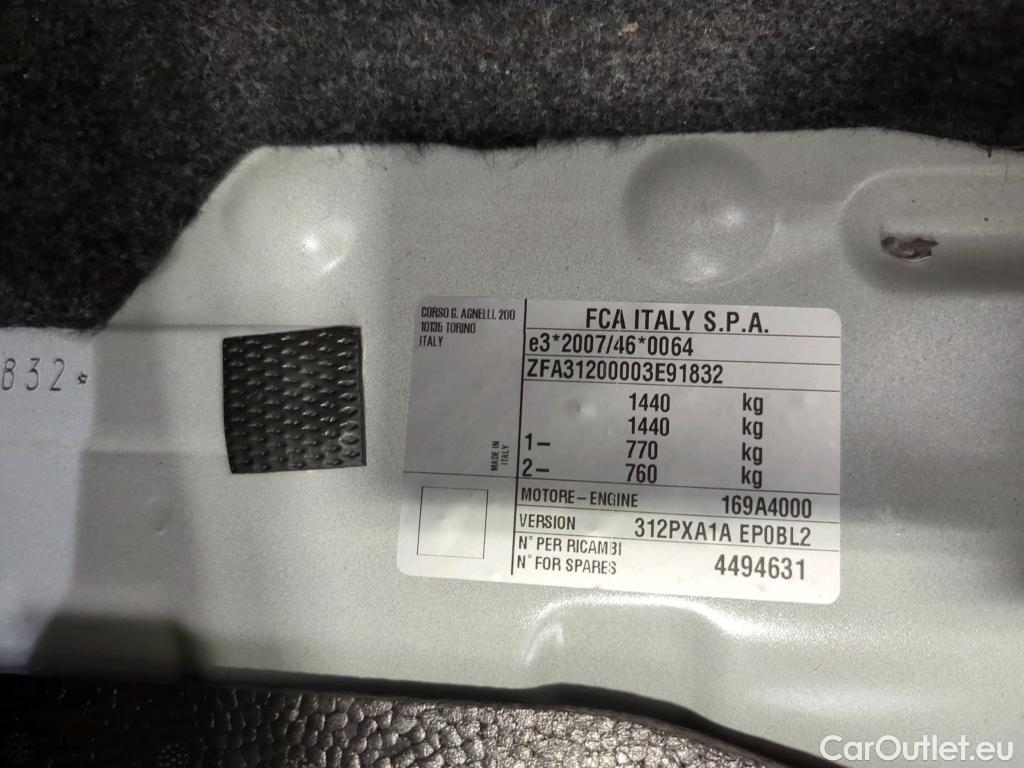 832*
CORSO G. AGNELLI, 200
10135 TORINO
ITALY
MADE IN
ITALY
FCA ITALY S.P.A.
e3*2007/46*0064
ZFA31200003E91832
1440 kg
1440 kg
1– 770 kg
2– 760 kg
MOTORE – ENGINE 169A4000
VERSION 312PXA1A EP0BL2
N° PER RICAMBI
N° FOR SPARES 4494631
CarOutlet.eu